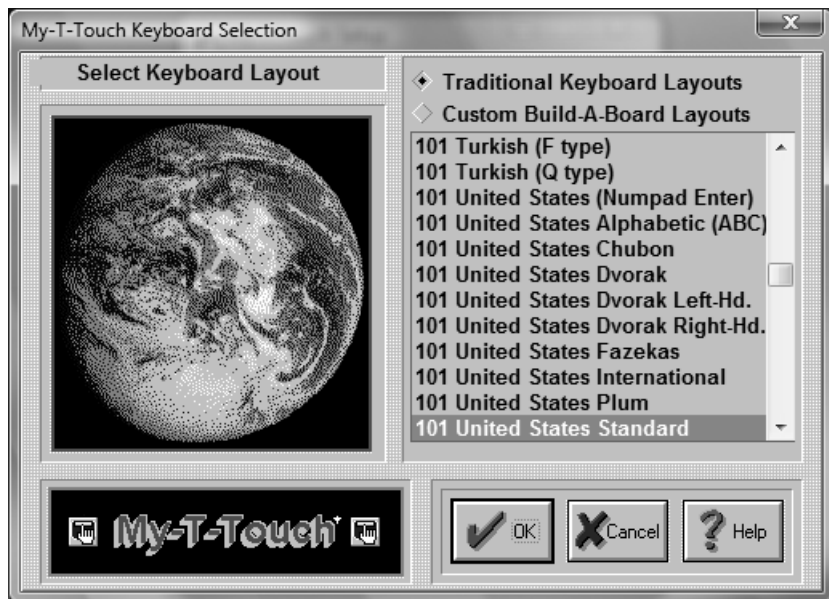 My-T-Touch Keyboard Selection
Select Keyboard Layout
Traditional Keyboard Layouts
Custom Build-A-Board Layouts
101 Turkish (F type)
101 Turkish (Q type)
101 United States (Numpad Enter)
101 United States Alphabetic (ABC)
101 United States Chubon
101 United States Dvorak
101 United States Dvorak Left-Hd.
101 United States Dvorak Right-Hd.
101 United States Fazekas
101 United States International
101 United States Plum
101 United States Standard
My-T-Touch
OK
Cancel
Help